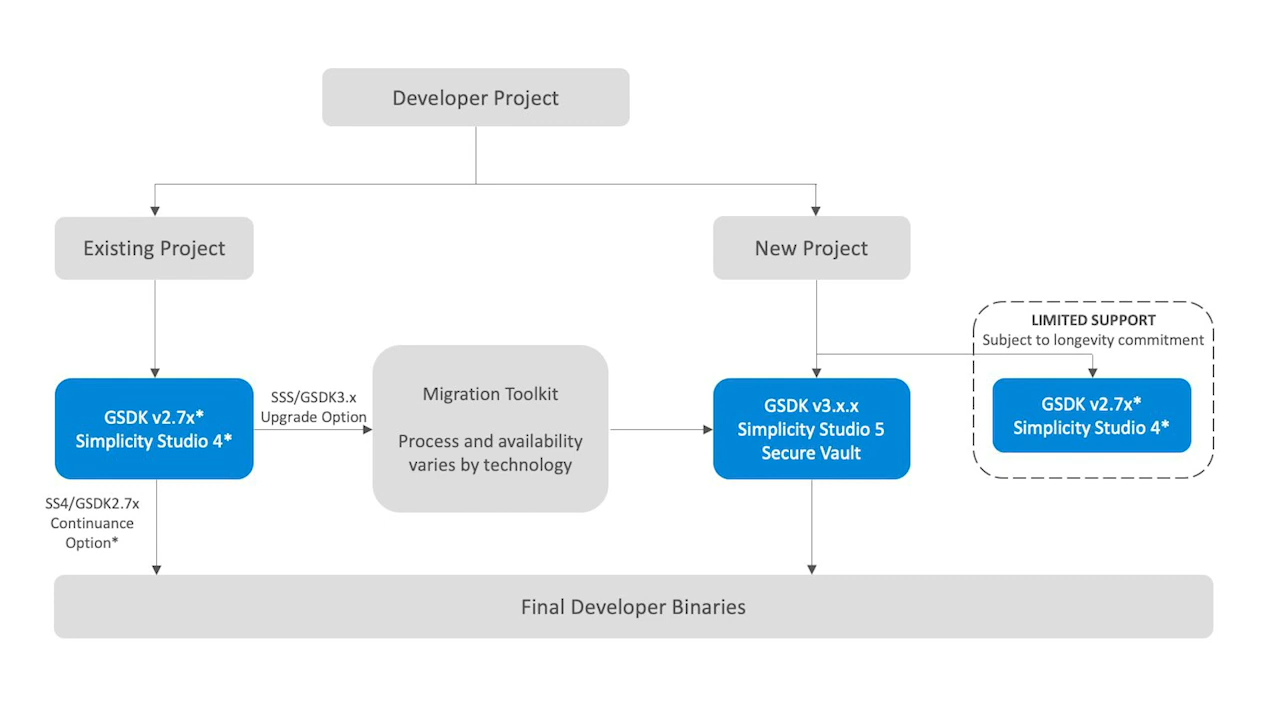 Developer Project
Existing Project
New Project
LIMITED SUPPORT
Subject to longevity commitment
GSDK v2.7x*
Simplicity Studio 4*
SSS/GSDK3.x
Upgrade Option
Migration Toolkit
Process and availability
varies by technology
GSDK v3.x.x
Simplicity Studio 5
Secure Vault
GSDK v2.7x*
Simplicity Studio 4*
SS4/GSDK2.7x
Continuance
Option*
Final Developer Binaries